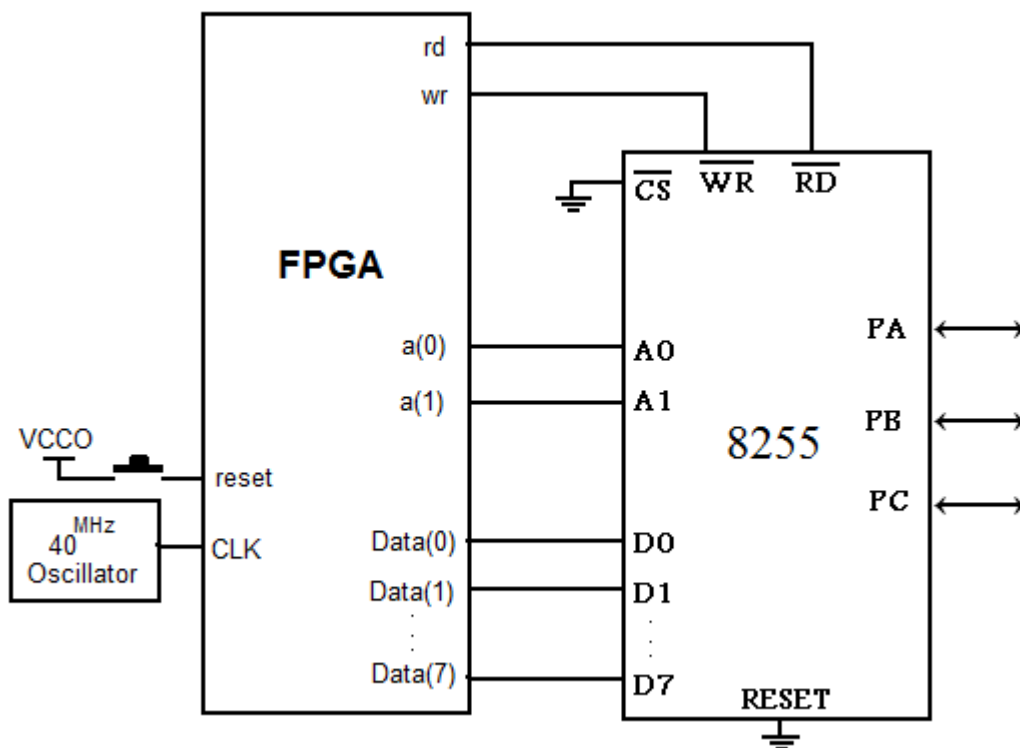 rd
wr
CS
WR
RD
FPGA
a(0)
A0
PA
a(1)
A1
PB
8255
VCCO
reset
PC
40 MHz
Oscillator
CLK
Data(0)
D0
Data(1)
D1
Data(7)
D7
RESET